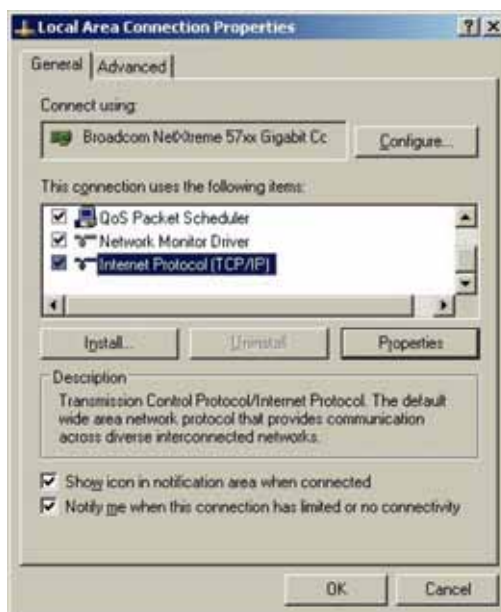 Local Area Connection Properties
General
Advanced
Connect using:
Broadcom NetXtreme 57xx Gigabit Cc
Configure...
This connection uses the following items:
QoS Packet Scheduler
Network Monitor Driver
Internet Protocol (TCP/IP)
Install...
Uninstall
Properties
Description
Transmission Control Protocol/Internet Protocol. The default
wide area network protocol that provides communication
across diverse interconnected networks.
Show icon in notification area when connected
Notify me when this connection has limited or no connectivity
OK
Cancel